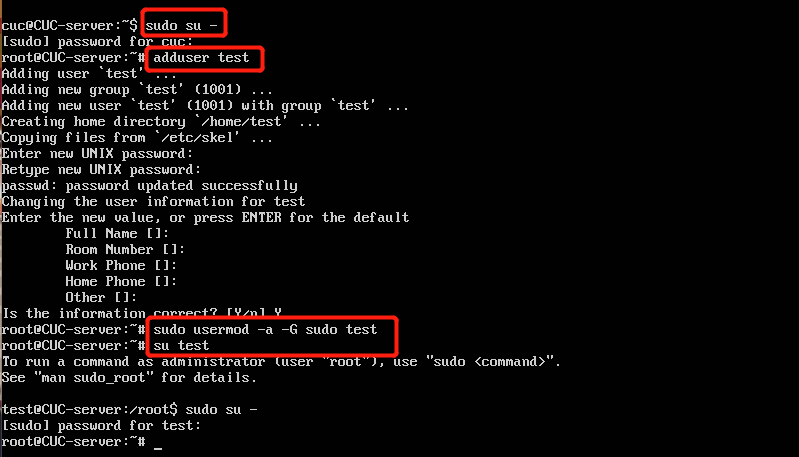 cuc@CUC-server:~$ sudo su -
[sudo] password for cuc:
root@CUC-server:~# adduser test
Adding user `test' ...
Adding new group `test' (1001) ...
Adding new user `test' (1001) with group `test' ...
Creating home directory `/home/test' ...
Copying files from `/etc/skel' ...
Enter new UNIX password:
Retype new UNIX password:
passwd: password updated successfully
Changing the user information for test
Enter the new value, or press ENTER for the default
        Full Name []:
        Room Number []:
        Work Phone []:
        Home Phone []:
        Other []:
Is the information correct? [Y/n] Y
root@CUC-server:~# sudo usermod -a -G sudo test
root@CUC-server:~# su test
To run a command as administrator (user "root"), use "sudo <command>".
See "man sudo_root" for details.

test@CUC-server:/root$ sudo su -
[sudo] password for test:
root@CUC-server:~# _